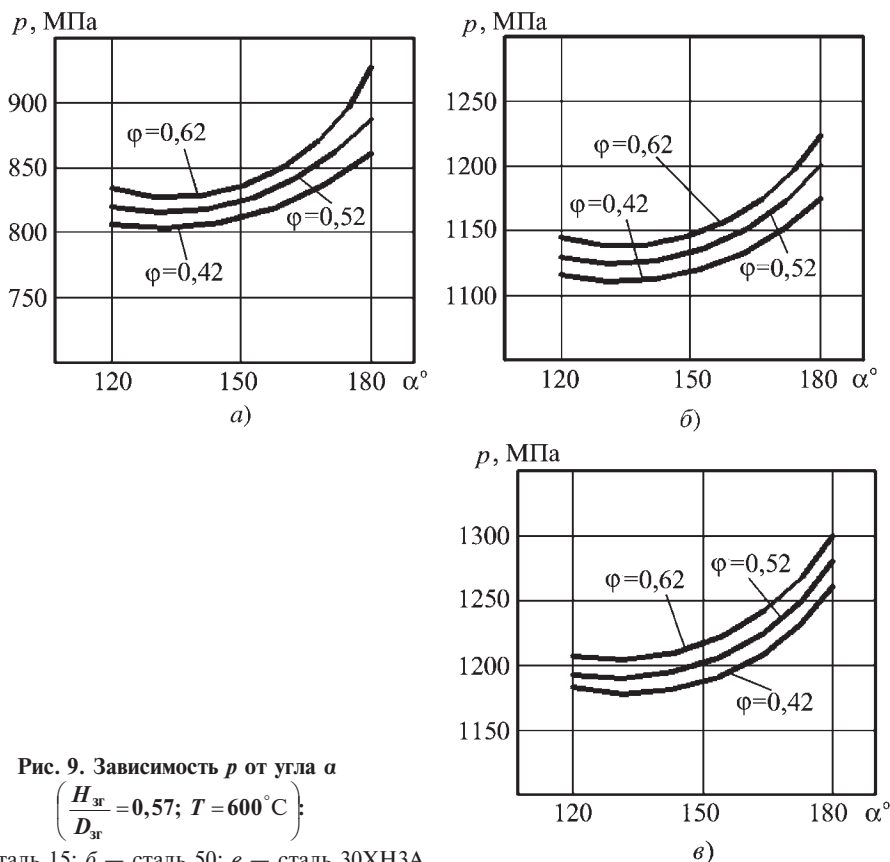 p, МПа
900
850
800
750
φ=0,62
φ=0,52
φ=0,42
120 150 180 α°
а)
p, МПа
1250
1200
1150
1100
φ=0,62
φ=0,42
φ=0,52
120 150 180 α°
б)
p, МПа
1300
1250
1200
1150
φ=0,52
φ=0,62
φ=0,42
120 150 180 α°
в)
Рис. 9. Зависимость p от угла α
(Hзг/Dзг = 0,57; T = 600°C):
сталь 15; б — сталь 50; в — сталь 30ХН3А